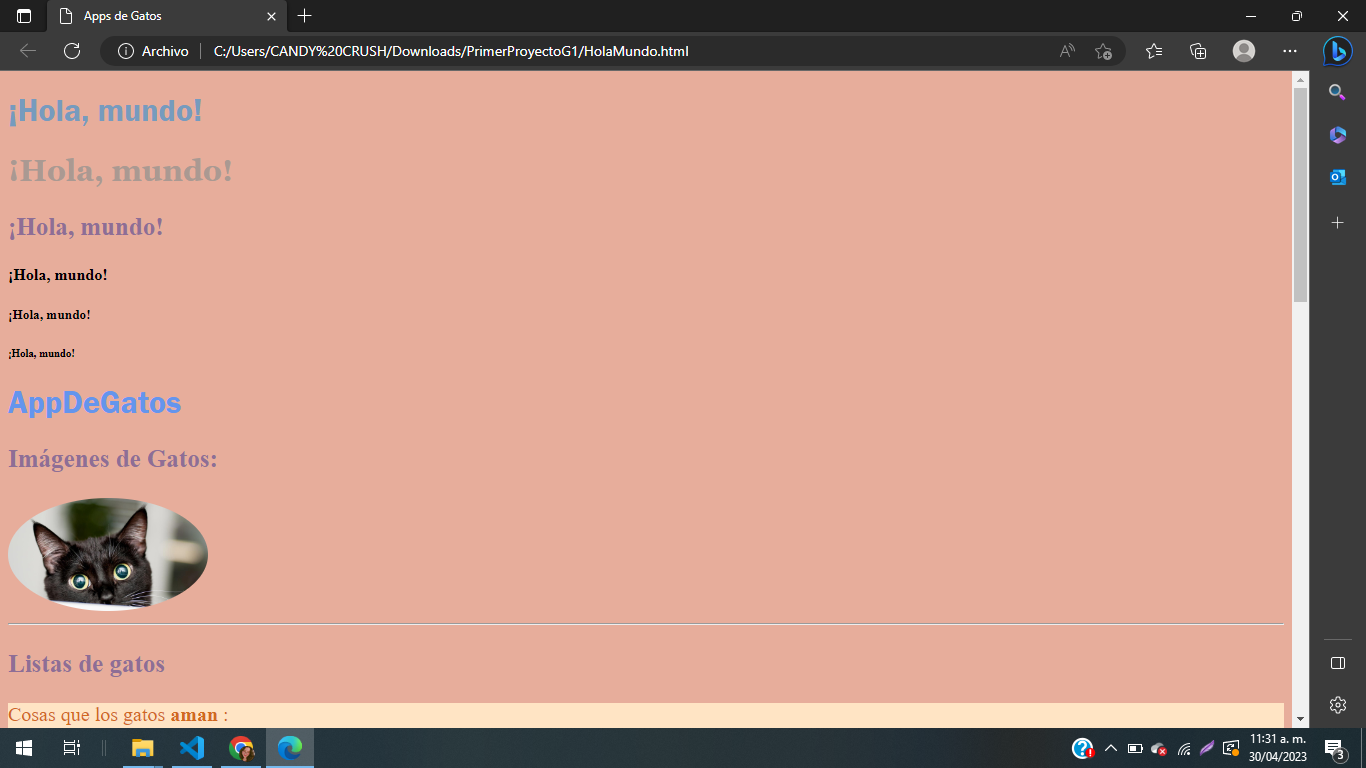 Apps de Gatos
Archivo
C:/Users/CANDY%20CRUSH/Downloads/PrimerProyectoG1/HolaMundo.html
¡Hola, mundo!
¡Hola, mundo!
¡Hola, mundo!
¡Hola, mundo!
¡Hola, mundo!
¡Hola, mundo!
AppDeGatos
Imágenes de Gatos:
Listas de gatos
Cosas que los gatos aman :
11:31 a. m.
30/04/2023
3